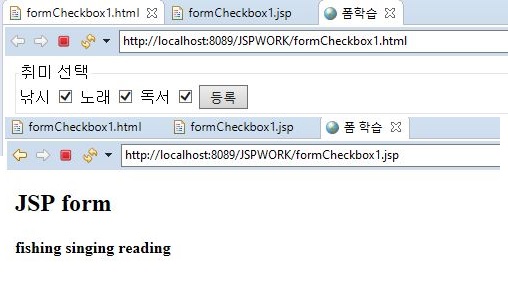 formCheckbox1.html formCheckbox1.jsp 폼학습
http://localhost:8089/JSPWORK/formCheckbox1.html
취미 선택
낚시 노래 독서 등록
formCheckbox1.html formCheckbox1.jsp 폼 학습
http://localhost:8089/JSPWORK/formCheckbox1.jsp
JSP form
fishing singing reading